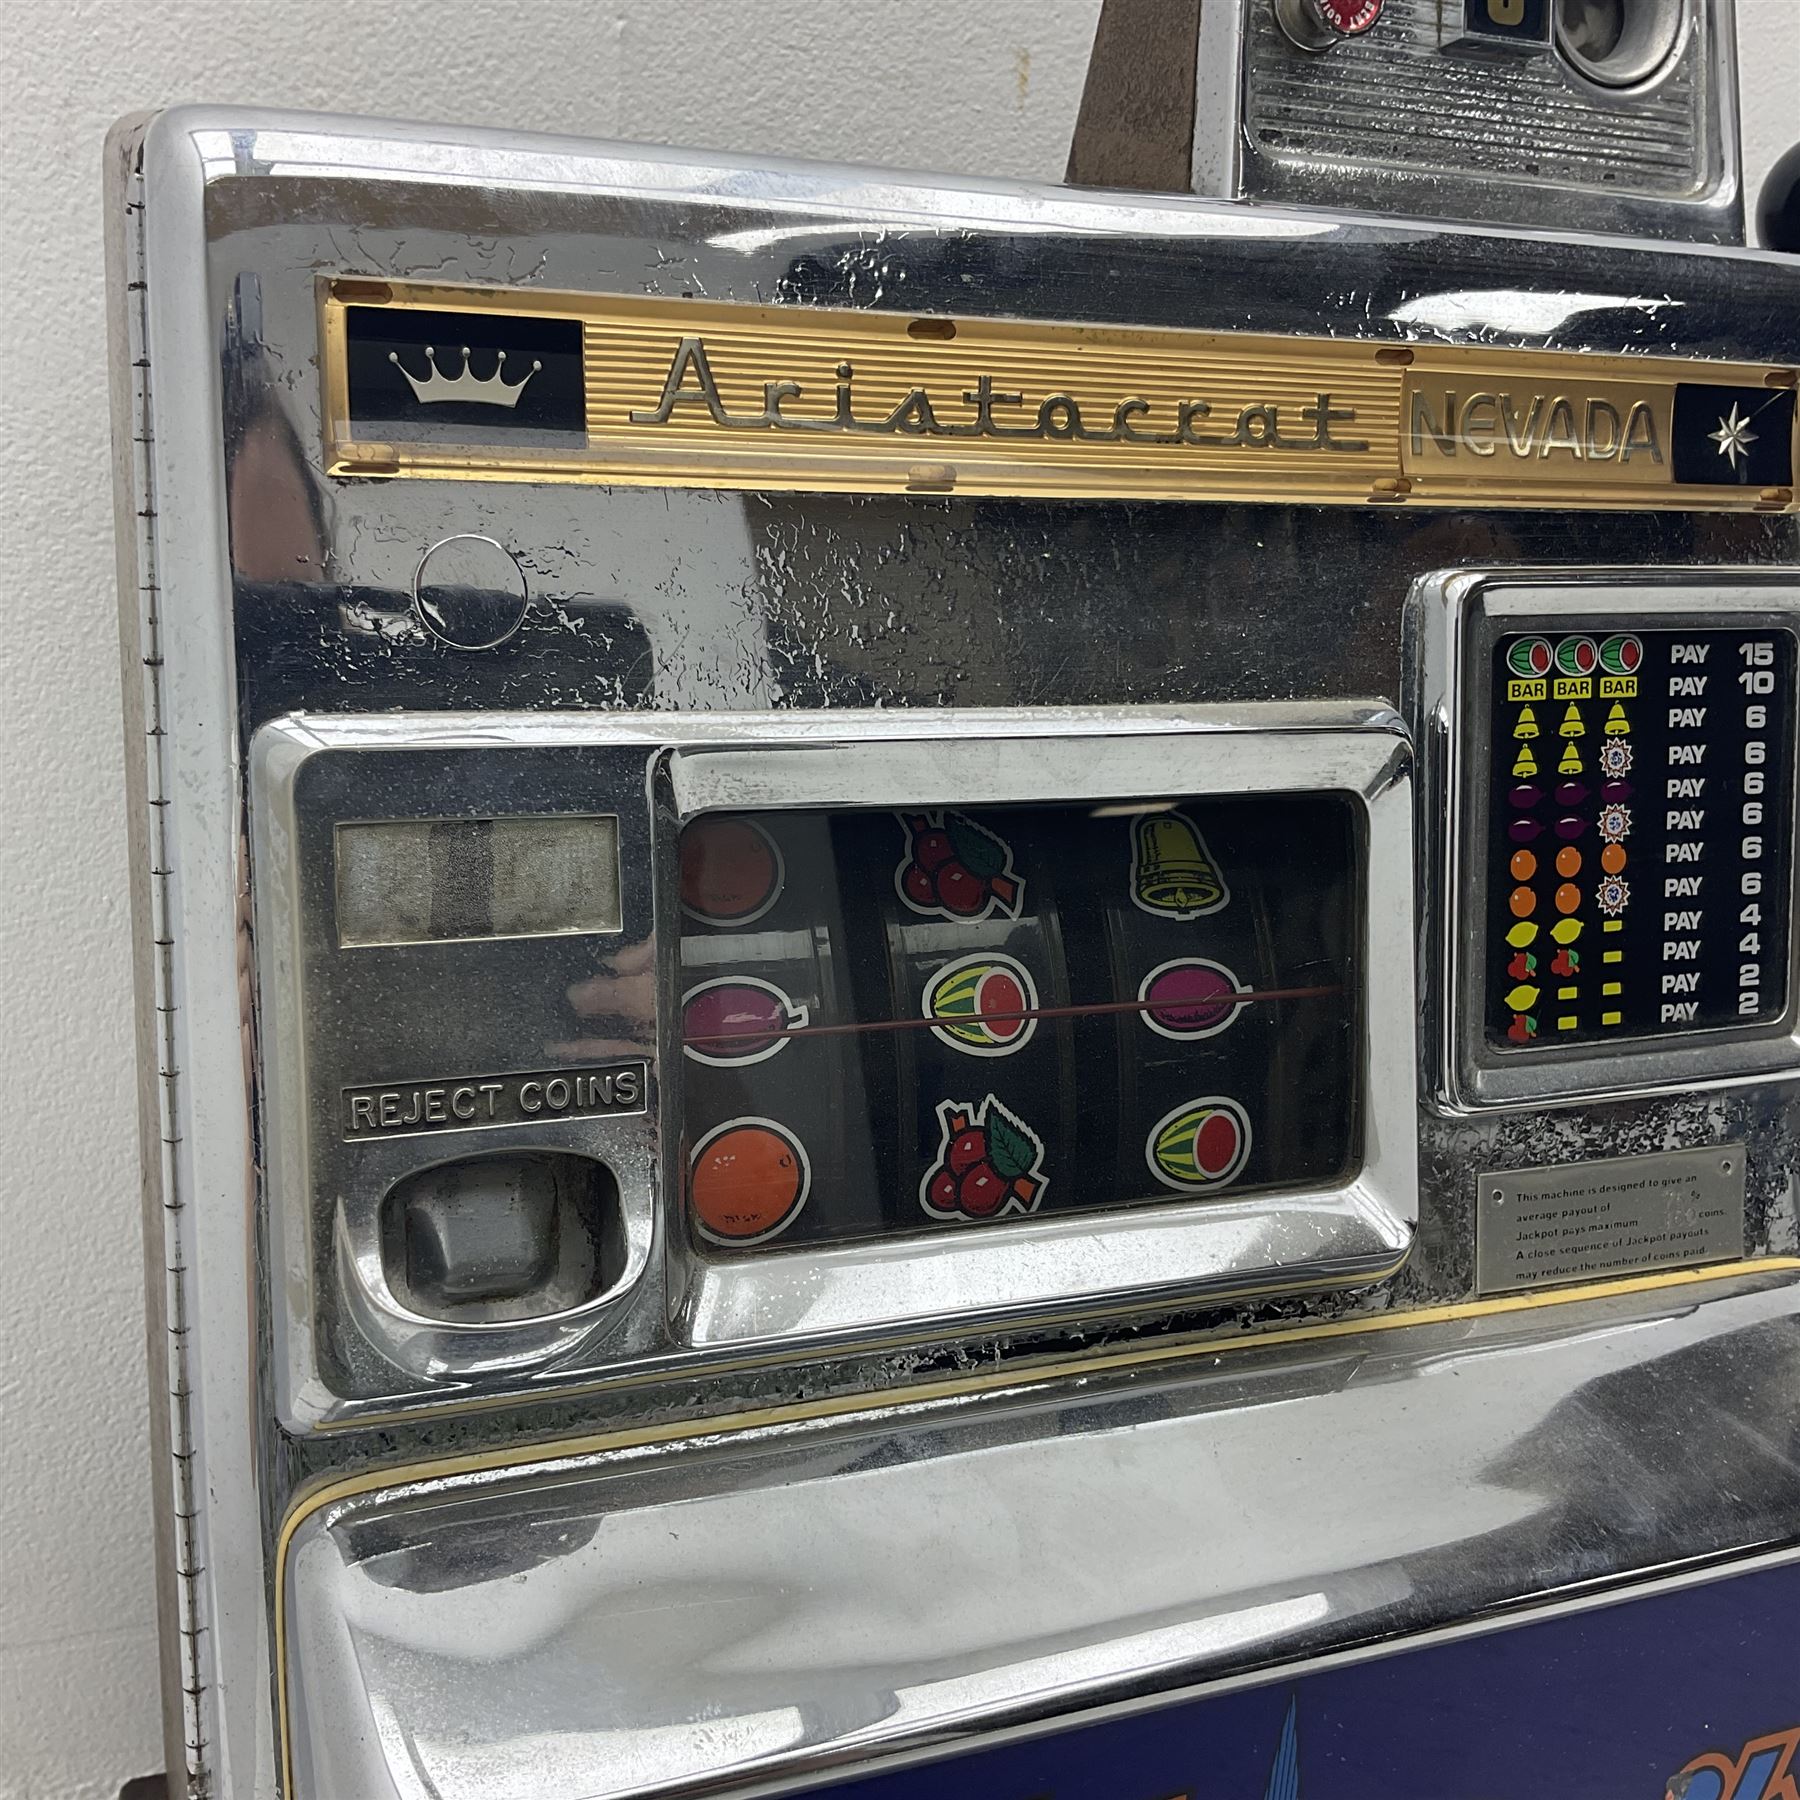 BENT COIN
Aristocrat NEVADA
PAY 15
BAR BAR BAR PAY 10
PAY 6
PAY 6
PAY 6
PAY 6
PAY 6
PAY 6
PAY 4
PAY 4
PAY 2
PAY 2
REJECT COINS
This machine is designed to give an
average payout of %
Jackpot pays maximum coins.
A close sequence of Jackpot payouts
may reduce the number of coins paid.